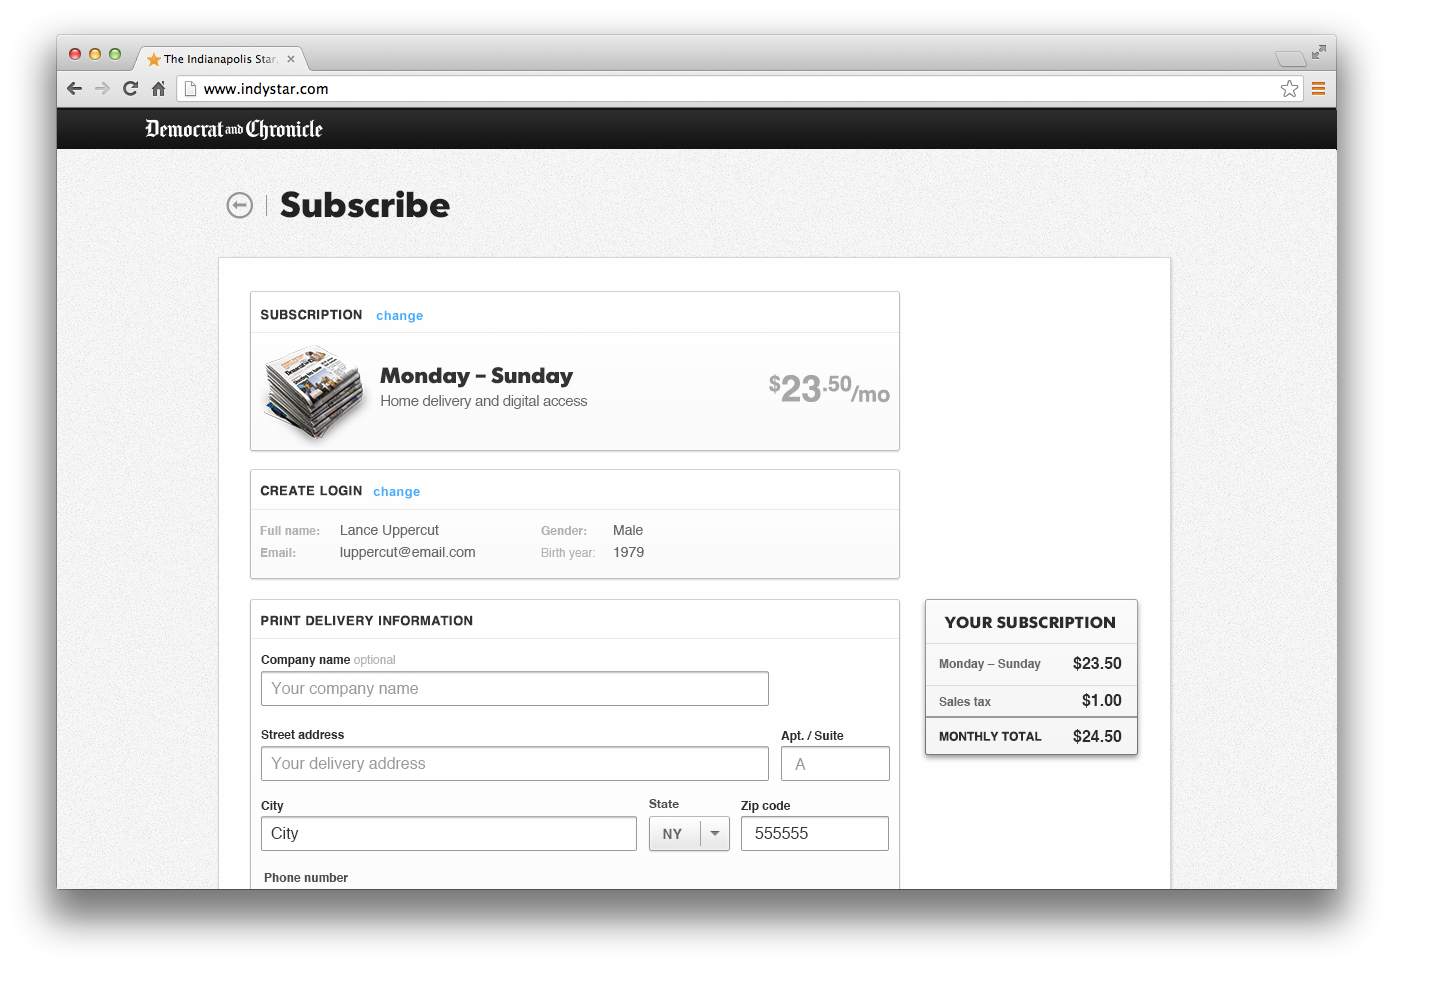 The Indianapolis Star,
www.indystar.com
Democrat and Chronicle
Subscribe
SUBSCRIPTION change
Monday – Sunday
Home delivery and digital access
$23.50/mo
CREATE LOGIN change
Full name: Lance Uppercut Gender: Male
Email: luppercut@email.com Birth year: 1979
PRINT DELIVERY INFORMATION
Company name optional
Your company name
Street address Apt. / Suite
Your delivery address A
City State Zip code
City NY 555555
Phone number
YOUR SUBSCRIPTION
Monday – Sunday $23.50
Sales tax $1.00
MONTHLY TOTAL $24.50